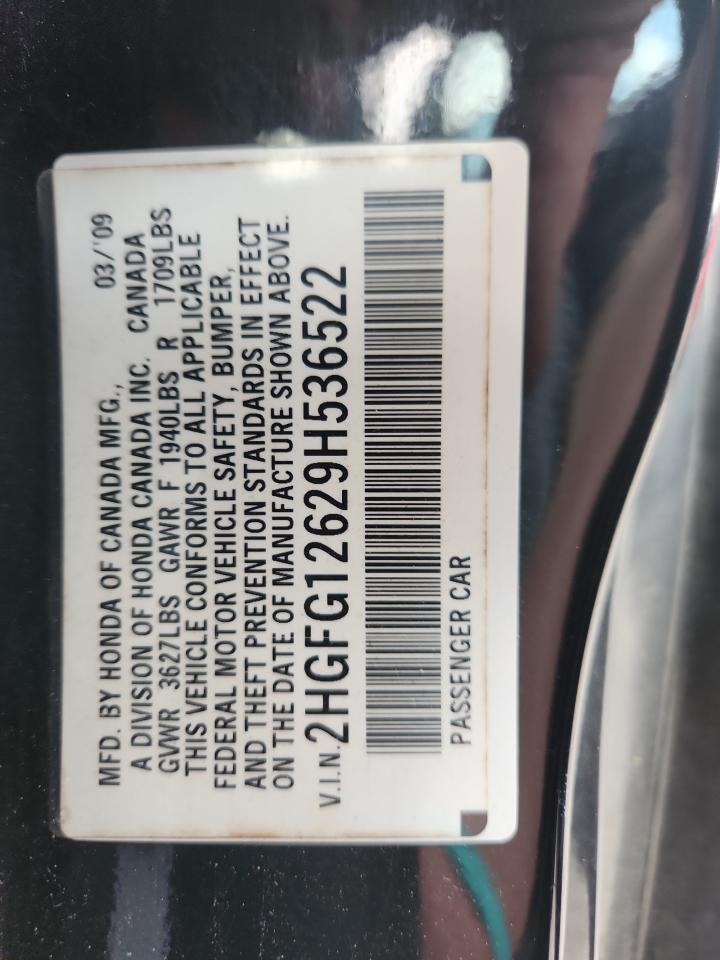 MFD. BY HONDA OF CANADA MFG., 03/'09
A DIVISION OF HONDA CANADA INC. CANADA
GVWR 3627LBS GAWR F 1940LBS R 1709LBS
THIS VEHICLE CONFORMS TO ALL APPLICABLE
FEDERAL MOTOR VEHICLE SAFETY, BUMPER,
AND THEFT PREVENTION STANDARDS IN EFFECT
ON THE DATE OF MANUFACTURE SHOWN ABOVE.
V.I.N. 2HGFG12629H536522
PASSENGER CAR